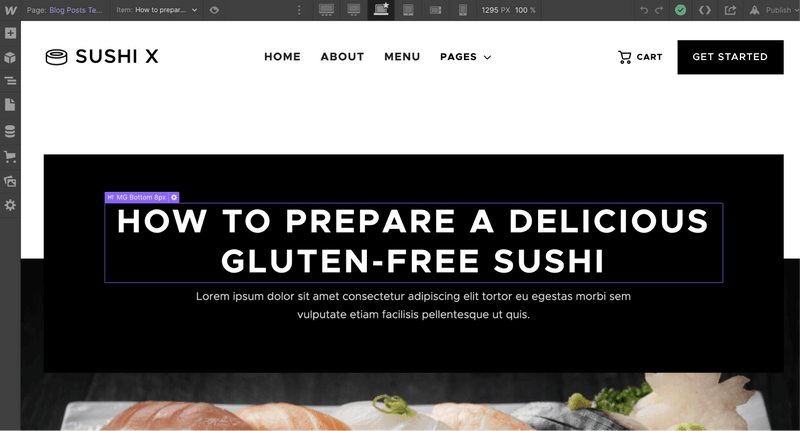 Page: Blog Posts Te...
Item: How to prepar...
1295 PX 100 %
Publish
SUSHI X
HOME
ABOUT
MENU
PAGES
CART
GET STARTED
H1 MG Bottom 8px
HOW TO PREPARE A DELICIOUS
GLUTEN-FREE SUSHI
Lorem ipsum dolor sit amet consectetur adipiscing elit tortor eu egestas morbi sem
vulputate etiam facilisis pellentesque ut quis.